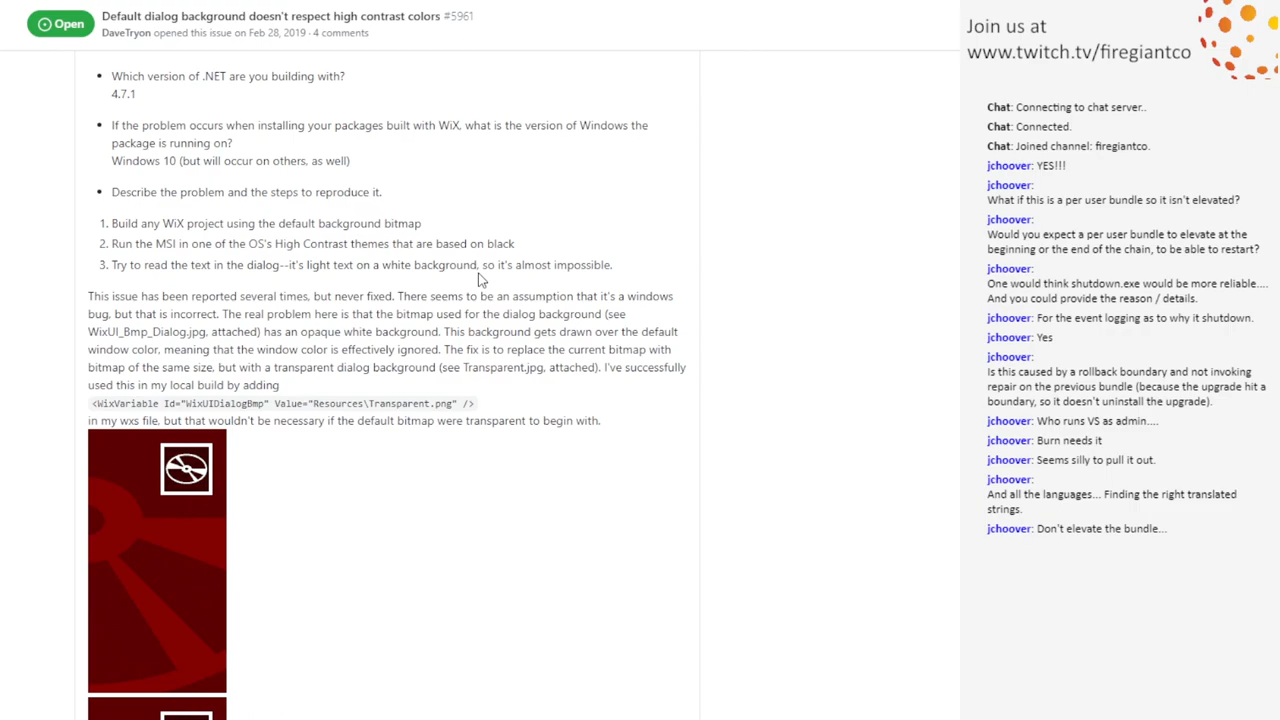 Open
Default dialog background doesn't respect high contrast colors #5961
DaveTryon opened this issue on Feb 28, 2019 · 4 comments
• Which version of .NET are you building with?
4.7.1
• If the problem occurs when installing your packages built with WiX, what is the version of Windows the
package is running on?
Windows 10 (but will occur on others, as well)
• Describe the problem and the steps to reproduce it.
1. Build any WiX project using the default background bitmap
2. Run the MSI in one of the OS's High Contrast themes that are based on black
3. Try to read the text in the dialog--it's light text on a white background, so it's almost impossible.
This issue has been reported several times, but never fixed. There seems to be an assumption that it's a windows
bug, but that is incorrect. The real problem here is that the bitmap used for the dialog background (see
WixUI_Bmp_Dialog.jpg, attached) has an opaque white background. This background gets drawn over the default
window color, meaning that the window color is effectively ignored. The fix is to replace the current bitmap with
bitmap of the same size, but with a transparent dialog background (see Transparent.jpg, attached). I've successfully
used this in my local build by adding
<WixVariable Id="WixUIDialogBmp" Value="Resources\Transparent.png" />
in my wxs file, but that wouldn't be necessary if the default bitmap were transparent to begin with.
Join us at
www.twitch.tv/firegiantco
Chat: Connecting to chat server..
Chat: Connected.
Chat: Joined channel: firegiantco.
jchoover: YES!!!
jchoover:
What if this is a per user bundle so it isn't elevated?
jchoover:
Would you expect a per user bundle to elevate at the
beginning or the end of the chain, to be able to restart?
jchoover:
One would think shutdown.exe would be more reliable....
And you could provide the reason / details.
jchoover: For the event logging as to why it shutdown.
jchoover: Yes
jchoover:
Is this caused by a rollback boundary and not invoking
repair on the previous bundle (because the upgrade hit a
boundary, so it doesn't uninstall the upgrade).
jchoover: Who runs VS as admin....
jchoover: Burn needs it
jchoover: Seems silly to pull it out.
jchoover:
And all the languages... Finding the right translated
strings.
jchoover: Don't elevate the bundle...